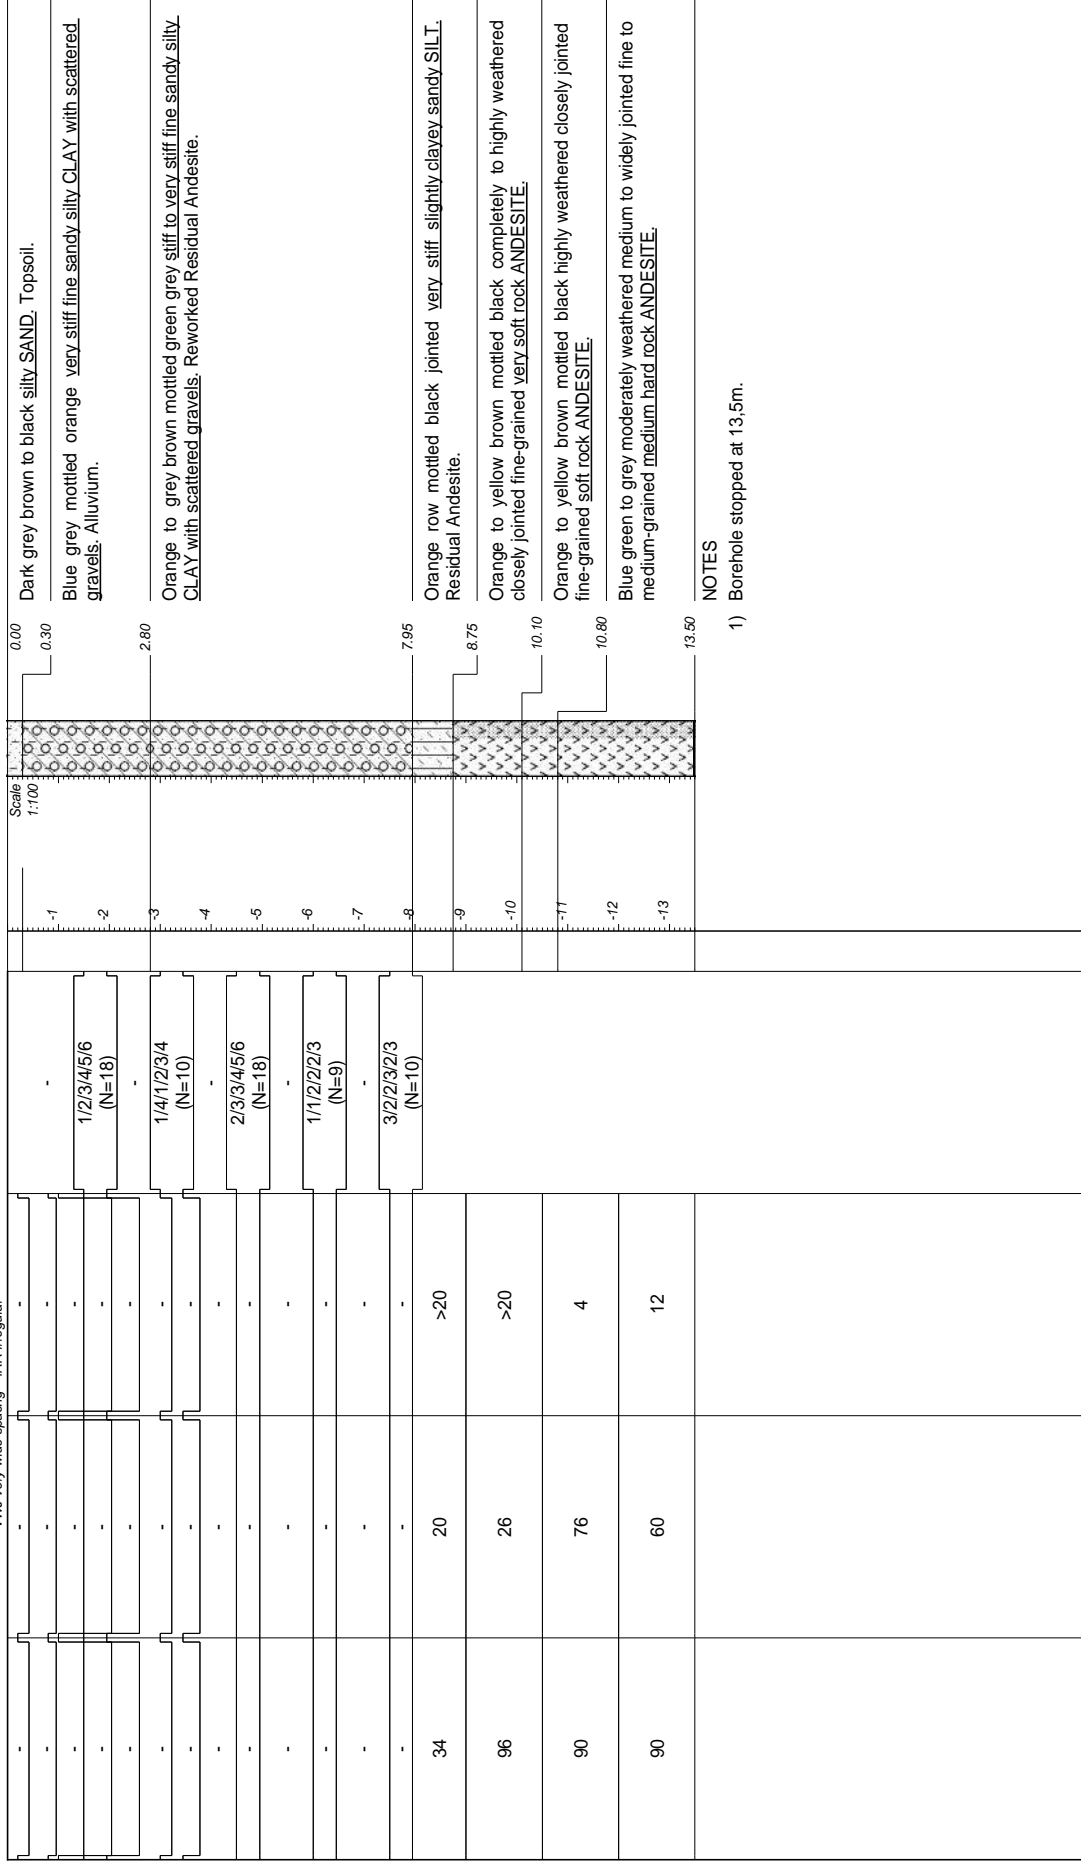 Scale
1:100
0.00
Dark grey brown to black silty SAND. Topsoil.
0.30
Blue grey mottled orange very stiff fine sandy silty CLAY with scattered
gravels. Alluvium.
2.80
Orange to grey brown mottled green grey stiff to very stiff fine sandy silty
CLAY with scattered gravels. Reworked Residual Andesite.
7.95
Orange row mottled black jointed very stiff slightly clayey sandy SILT.
Residual Andesite.
8.75
Orange to yellow brown mottled black completely to highly weathered
closely jointed fine-grained very soft rock ANDESITE.
10.10
Orange to yellow brown mottled black highly weathered closely jointed
fine-grained soft rock ANDESITE.
10.80
Blue green to grey moderately weathered medium to widely jointed fine to
medium-grained medium hard rock ANDESITE.
13.50
NOTES
1) Borehole stopped at 13,5m.
-1
-2
-3
-4
-5
-6
-7
-8
-9
-10
-11
-12
-13
- - - -
- - -
1/2/3/4/5/6
(N=18)
- - -
- - - -
1/4/1/2/3/4
(N=10)
- - -
- - - -
2/3/3/4/5/6
(N=18)
- - -
- - - -
1/1/2/2/2/3
(N=9)
- - -
- - - -
3/2/2/3/2/3
(N=10)
- - -
34 20 >20
96 26 >20
90 76 4
90 60 12